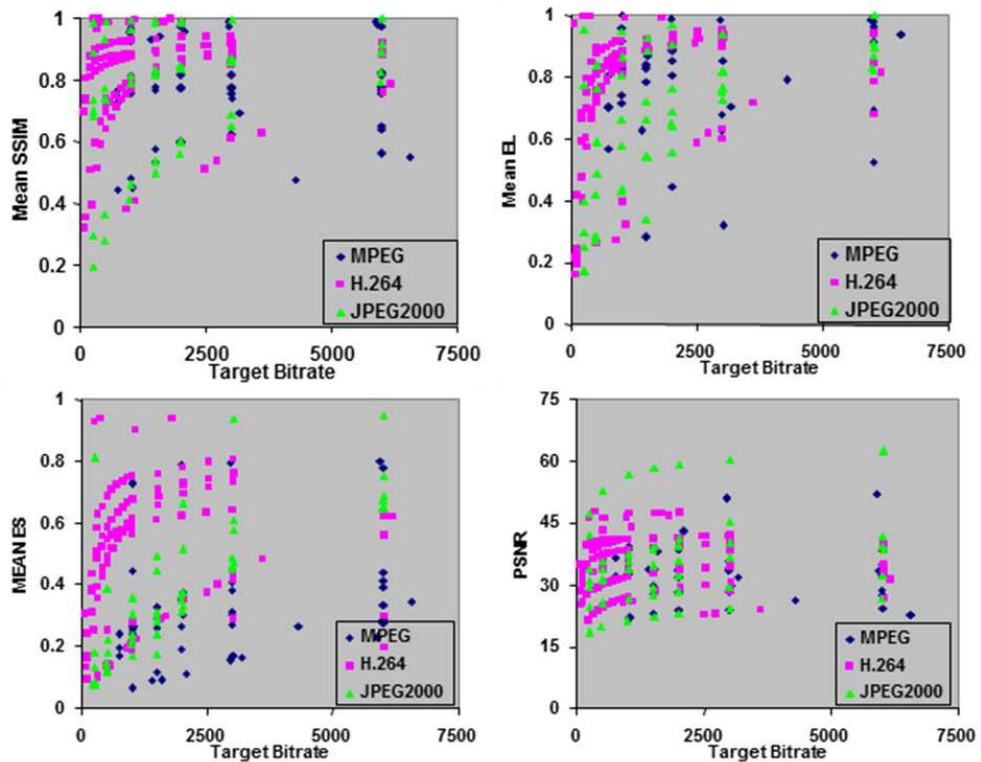 1
0.8
0.6
0.4
0.2
0
Mean SSIM
0 2500 5000 7500
Target Bitrate
MPEG
H.264
JPEG2000
1
0.8
0.6
0.4
0.2
0
Mean EL
0 2500 5000 7500
Target Bitrate
MPEG
H.264
JPEG2000
1
0.8
0.6
0.4
0.2
0
MEAN ES
0 2500 5000 7500
Target Bitrate
MPEG
H.264
JPEG2000
75
60
45
30
15
0
PSNR
0 2500 5000 7500
Target Bitrate
MPEG
H.264
JPEG2000